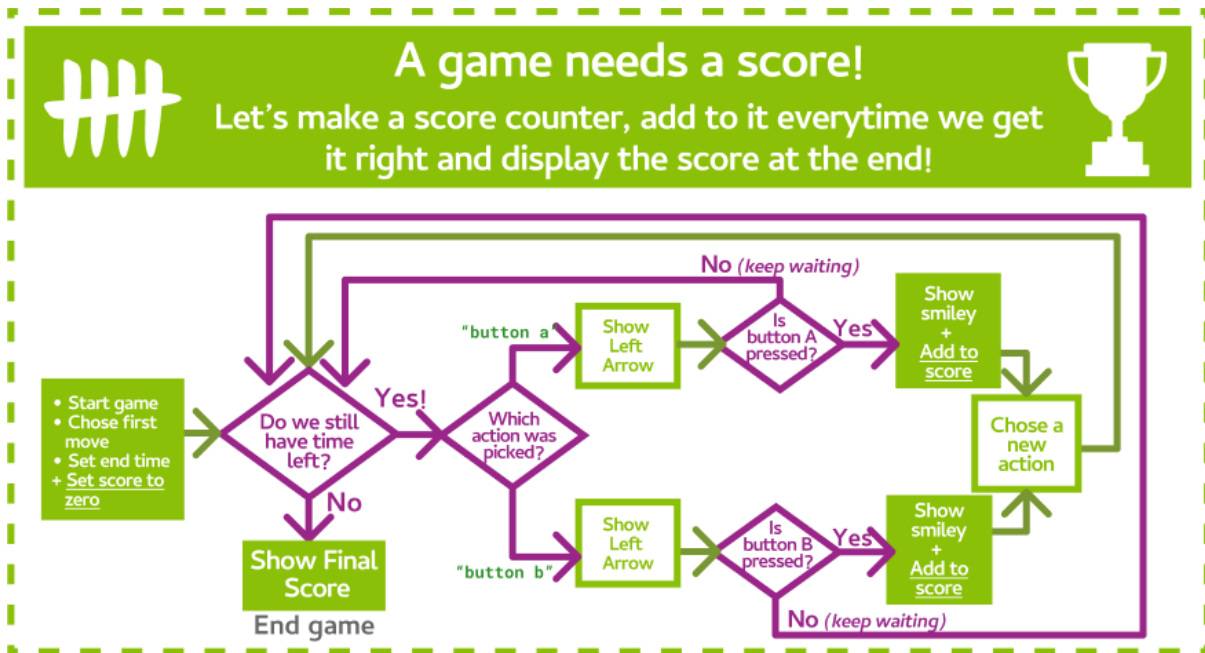 A game needs a score!
Let's make a score counter, add to it everytime we get
it right and display the score at the end!
• Start game
• Chose first
move
• Set end time
+ Set score to
zero
Do we still
have time
left?
Yes!
No
Show Final
Score
End game
Which
action was
picked?
"button a"
Show
Left
Arrow
Is
button A
pressed?
No (keep waiting)
Yes
Show
smiley
+
Add to
score
Chose a
new
action
"button b"
Show
Left
Arrow
Is
button B
pressed?
Yes
Show
smiley
+
Add to
score
No (keep waiting)